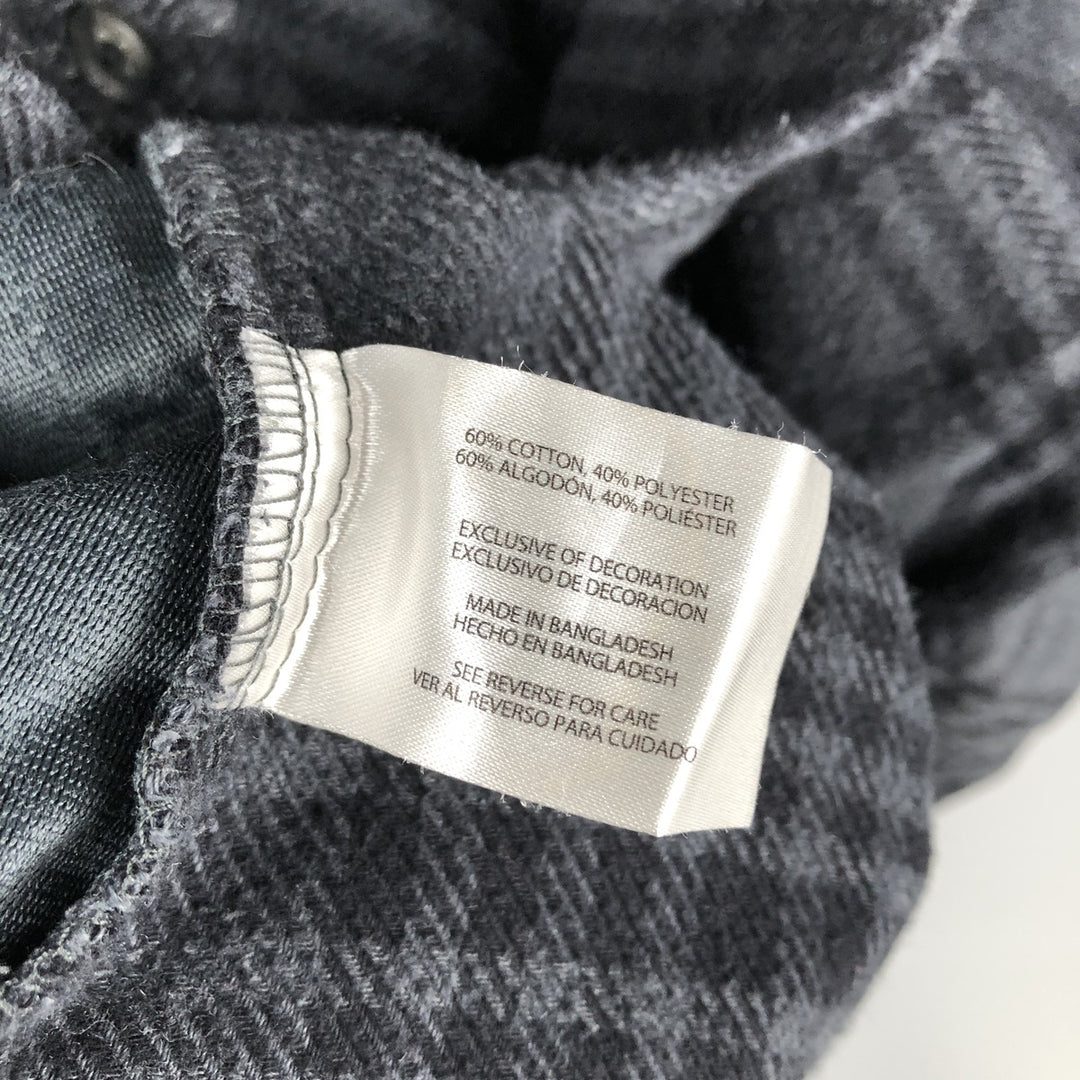 60% COTTON, 40% POLYESTER
60% ALGODÓN, 40% POLIÉSTER
EXCLUSIVE OF DECORATION
EXCLUSIVO DE DECORACION
MADE IN BANGLADESH
HECHO EN BANGLADESH
SEE REVERSE FOR CARE
VER AL REVERSO PARA CUIDADO